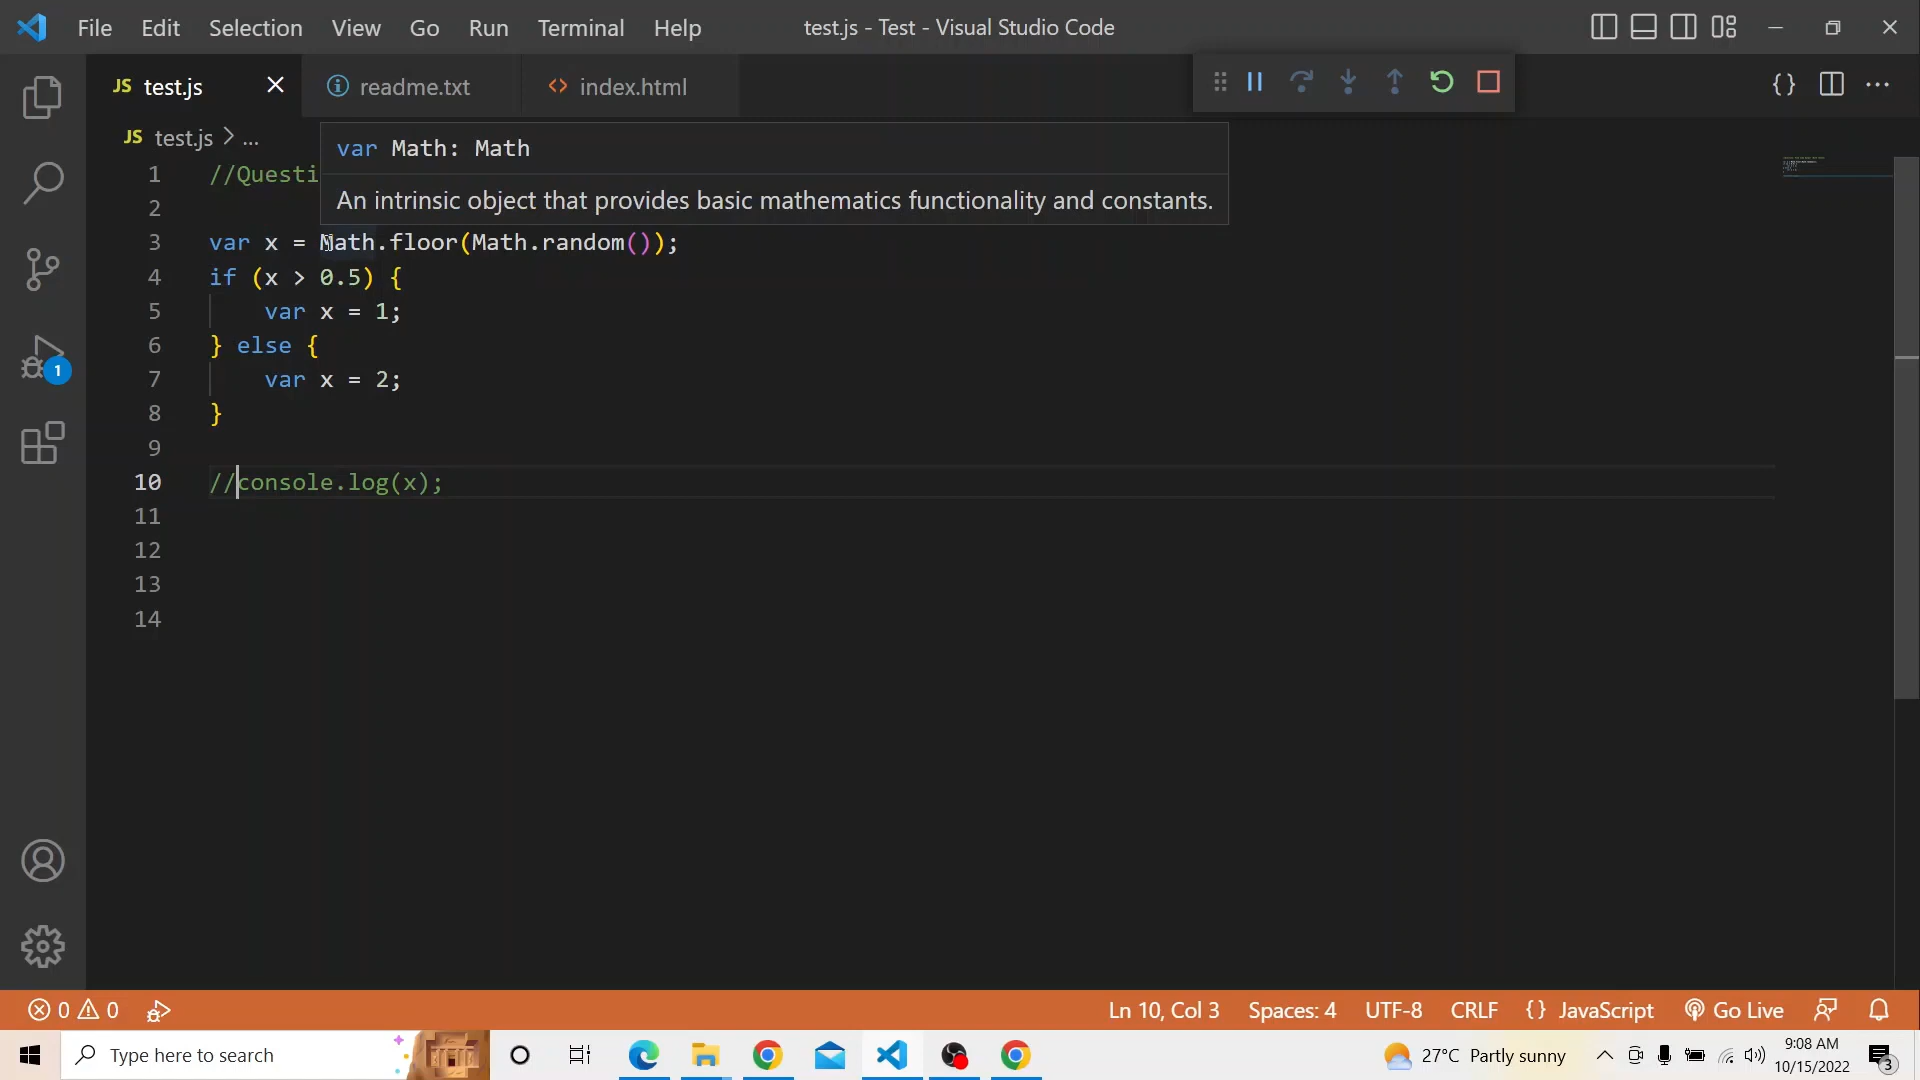 File Edit Selection View Go Run Terminal Help test.js - Test - Visual Studio Code
JS test.js readme.txt index.html
JS test.js > ...
var Math: Math
An intrinsic object that provides basic mathematics functionality and constants.
1 //Questi
2
3 var x = Math.floor(Math.random());
4 if (x > 0.5) {
5 var x = 1;
6 } else {
7 var x = 2;
8 }
9
10 //console.log(x);
11
12
13
14
1
0 0 Ln 10, Col 3 Spaces: 4 UTF-8 CRLF {} JavaScript Go Live
Type here to search 27°C Partly sunny 9:08 AM
10/15/2022 3